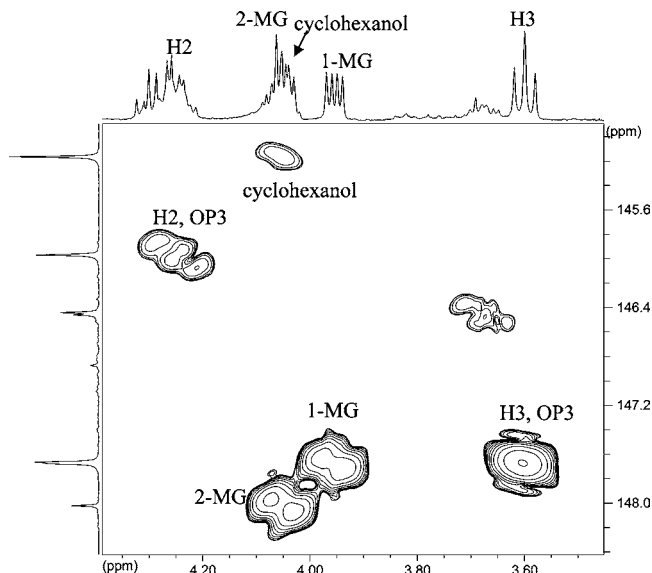 2-MG
cyclohexanol
H2
1-MG
H3
(ppm)
cyclohexanol
145.6
H2, OP3
146.4
147.2
1-MG
H3, OP3
2-MG
148.0
(ppm)
4.20
4.00
3.80
3.60